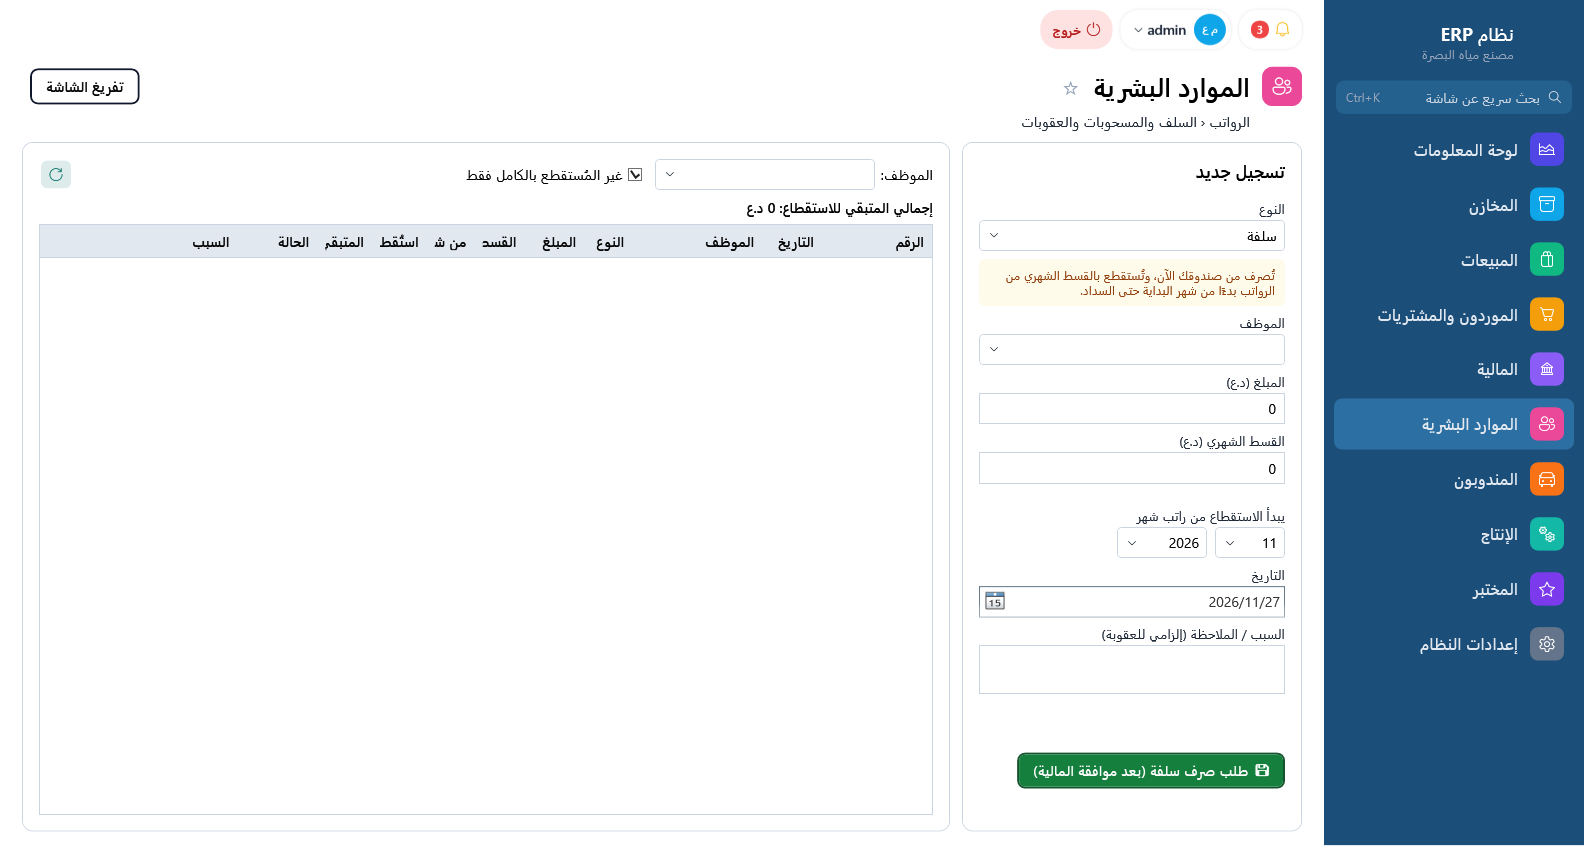 نظام ERP
مصنع مياه البصرة
بحث سريع عن شاشة
Ctrl+K
لوحة المعلومات
المخازن
المبيعات
الموردون والمشتريات
المالية
الموارد البشرية
المندوبون
الإنتاج
المختبر
إعدادات النظام
3
م ع
admin
خروج
الموارد البشرية
الرواتب › السلف والمسحوبات والعقوبات
تفريغ الشاشة
تسجيل جديد
النوع
سلفة
تُصرف من صندوقك الآن، وتُستقطع بالقسط الشهري من
الرواتب بدءًا من شهر البداية حتى السداد.
الموظف
المبلغ (د.ع)
0
القسط الشهري (د.ع)
0
يبدأ الاستقطاع من راتب شهر
11
2026
التاريخ
2026/11/27
15
السبب / الملاحظة (إلزامي للعقوبة)
طلب صرف سلفة (بعد موافقة المالية)
الموظف:
غير المُستقطع بالكامل فقط
إجمالي المتبقي للاستقطاع: 0 د.ع
الرقم التاريخ الموظف النوع المبلغ القسد من ش استُقط المتبقي الحالة السبب